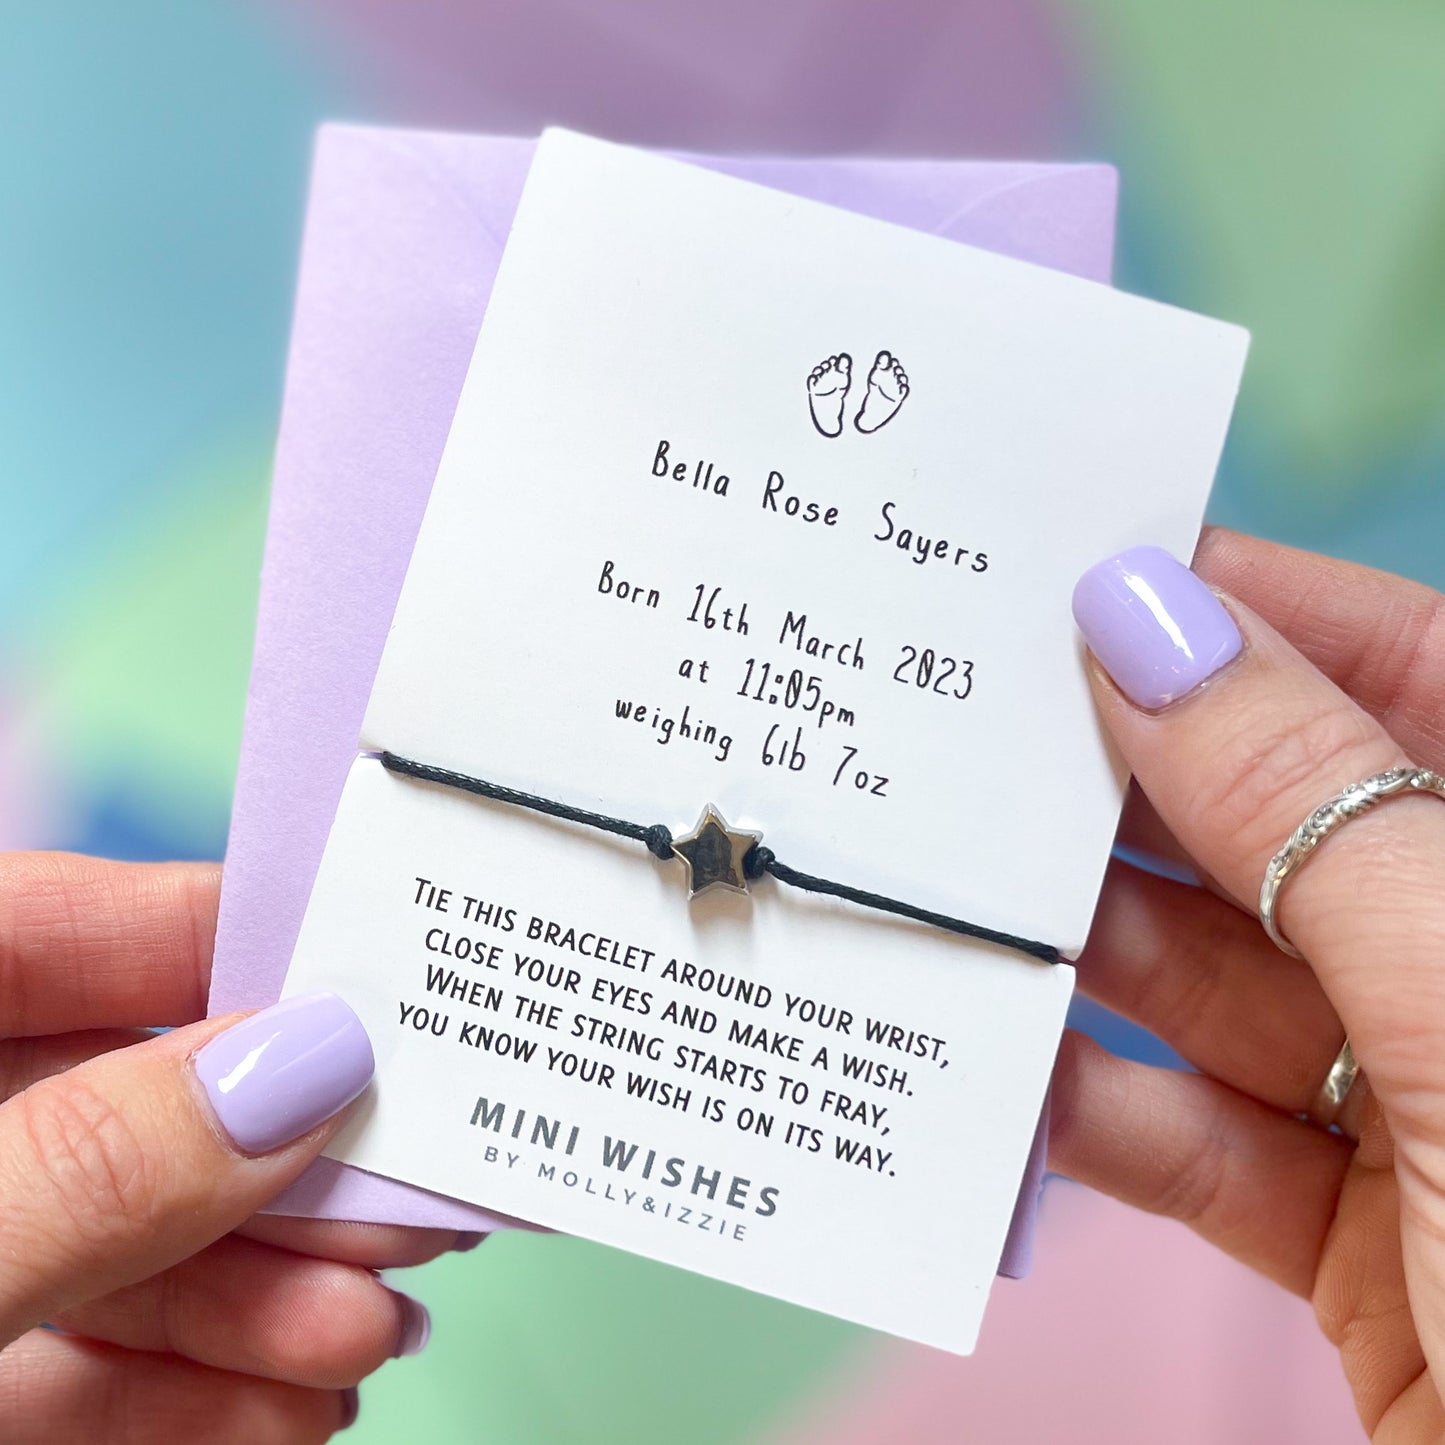 Bella Rose Sayers
Born 16th March 2023
at 11:05pm
weighing 6lb 7oz
TIE THIS BRACELET AROUND YOUR WRIST,
CLOSE YOUR EYES AND MAKE A WISH.
WHEN THE STRING STARTS TO FRAY,
YOU KNOW YOUR WISH IS ON ITS WAY.
MINI WISHES
BY MOLLY&IZZIE